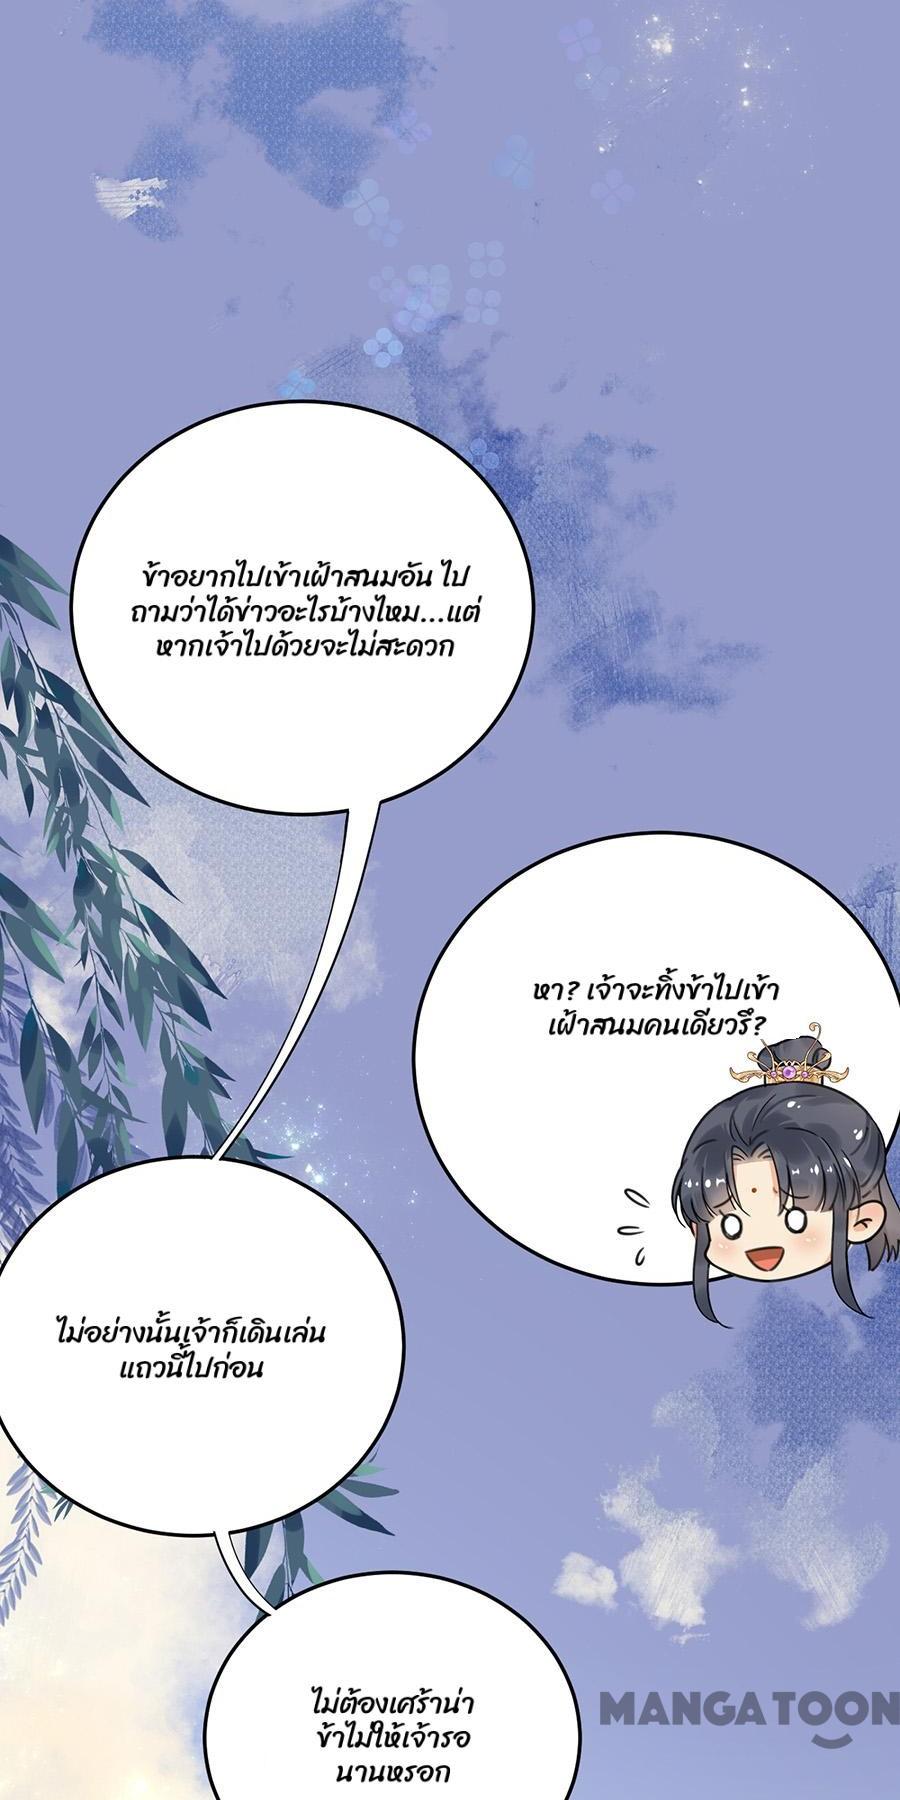 ข้าอยากไปเข้าเฝ้าสนมอัน ไป
ถามว่าได้ข่าวอะไรบ้างไหม...แต่
หากเจ้าไปด้วยจะไม่สะดวก
หา? เจ้าจะทิ้งข้าไปเข้า
เฝ้าสนมคนเดียวรึ?
ไม่อย่างนั้นเจ้าก็เดินเล่น
แถวนี้ไปก่อน
ไม่ต้องเศร้าน่า
ข้าไม่ให้เจ้ารอ
นานหรอก
MANGATOON